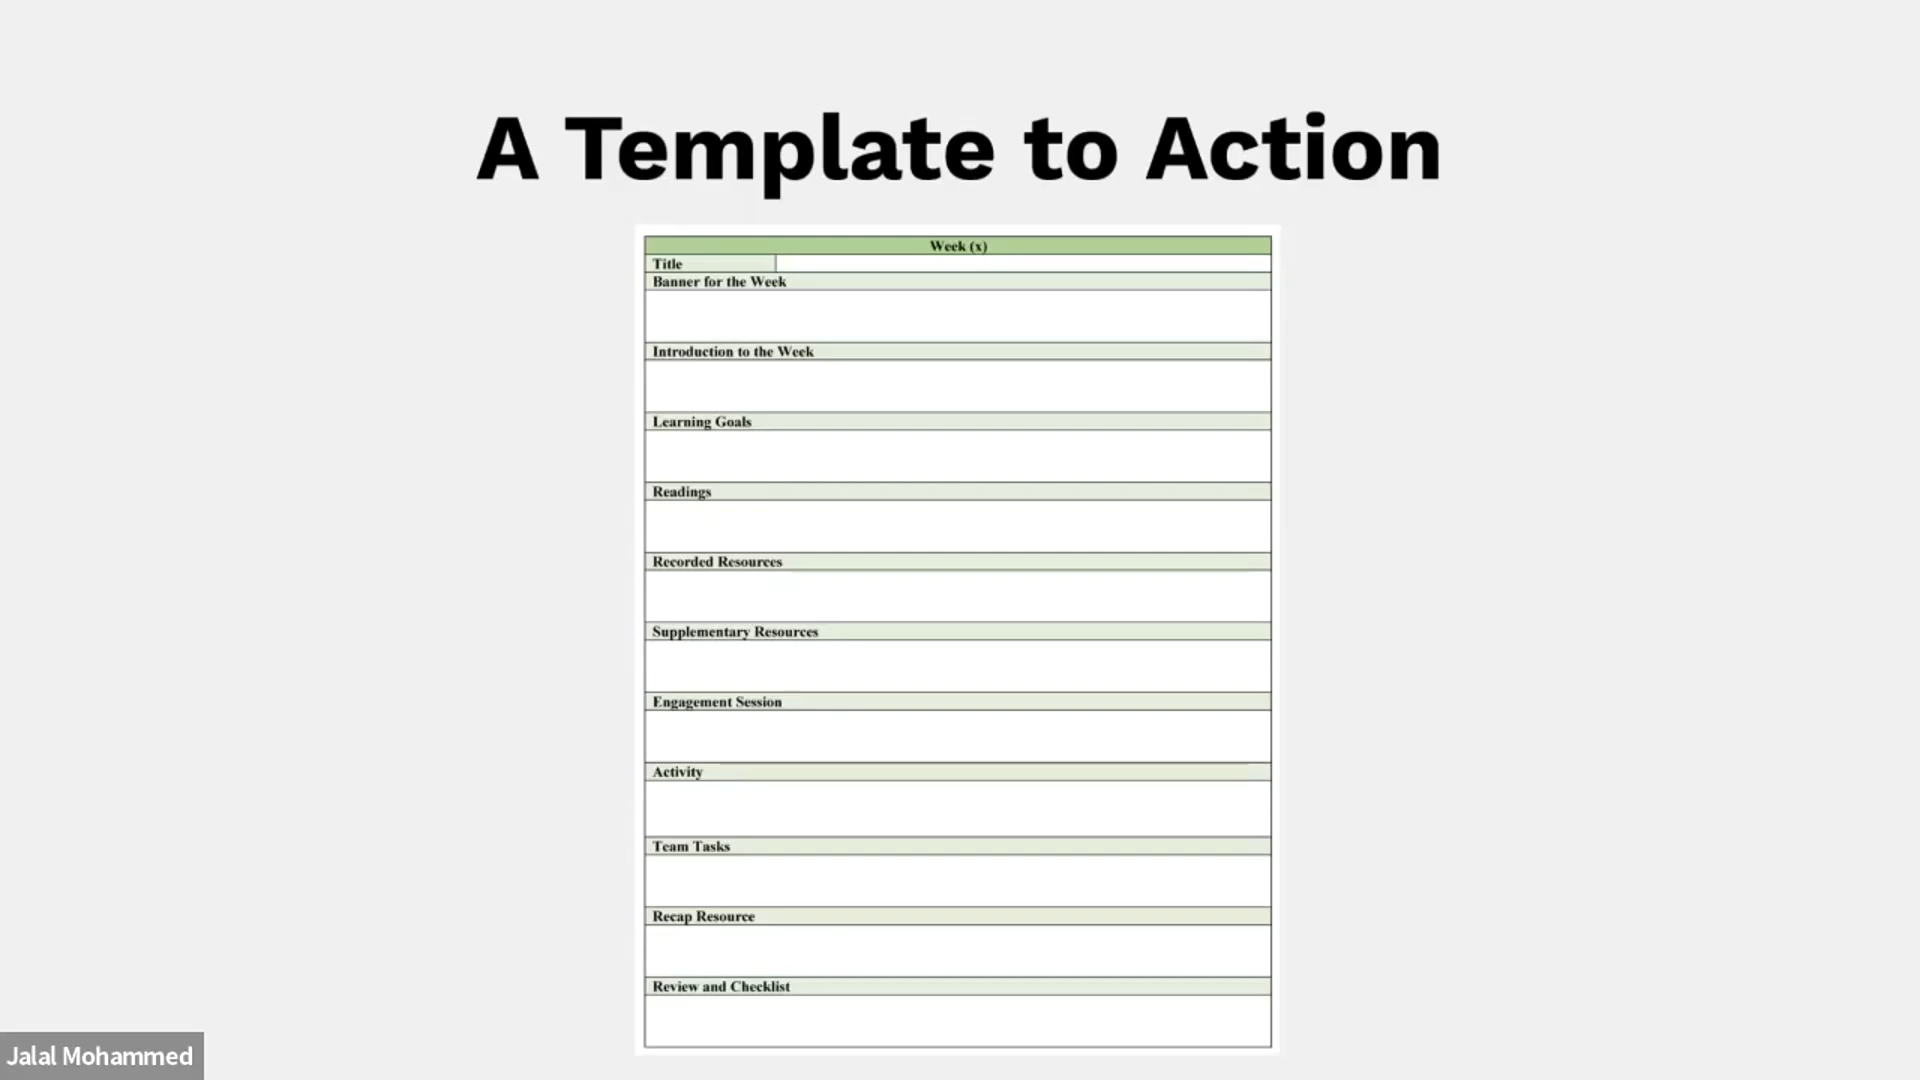 A Template to Action
Week (x)
Title
Banner for the Week
Introduction to the Week
Learning Goals
Readings
Recorded Resources
Supplementary Resources
Engagement Session
Activity
Team Tasks
Recap Resource
Review and Checklist
Jalal Mohammed